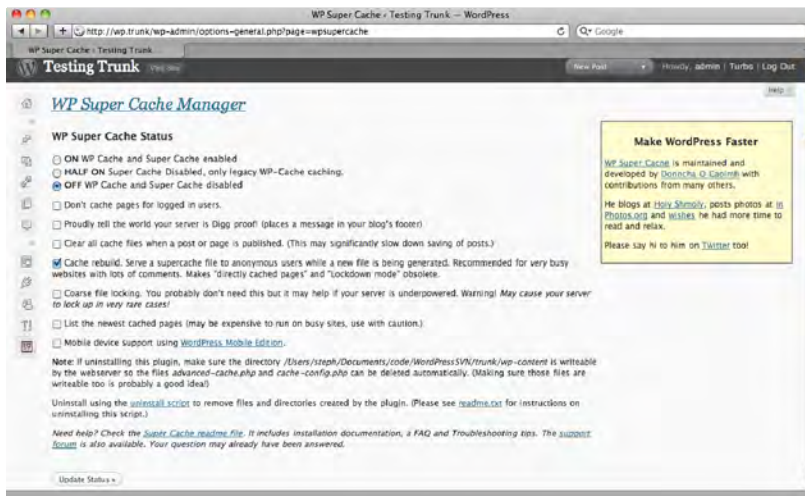 WP Super Cache ‹ Testing Trunk — WordPress
http://wp.trunk/wp-admin/options-general.php?page=wpsupercache
Google
WP Super Cache ‹ Testing Trunk...
Testing Trunk
New Post
Howdy, admin | Turbo | Log Out
Help
WP Super Cache Manager
WP Super Cache Status
ON WP Cache and Super Cache enabled
HALF ON Super Cache Disabled, only legacy WP-Cache caching.
OFF WP Cache and Super Cache disabled
Don't cache pages for logged in users.
Proudly tell the world your server is Digg proof! (places a message in your blog's footer)
Clear all cache files when a post or page is published. (This may significantly slow down saving of posts.)
Cache rebuild. Serve a supercache file to anonymous users while a new file is being generated. Recommended for very busy
websites with lots of comments. Makes "directly cached pages" and "Lockdown mode" obsolete.
Coarse file locking. You probably don't need this but it may help if your server is underpowered. Warning! May cause your server
to lock up in very rare cases!
List the newest cached pages (may be expensive to run on busy sites, use with caution.)
Mobile device support using WordPress Mobile Edition.
Note: If uninstalling this plugin, make sure the directory /Users/steph/Documents/code/WordPressSVN/trunk/wp-content is writeable
by the webserver so the files advanced-cache.php and cache-config.php can be deleted automatically. (Making sure those files are
writeable too is probably a good idea!)
Uninstall using the uninstall script to remove files and directories created by the plugin. (Please see readme.txt for instructions on
uninstalling this script.)
Need help? Check the Super Cache readme file. It includes installation documentation, a FAQ and Troubleshooting tips. The support
forum is also available. Your question may already have been answered.
Update Status »
Make WordPress Faster
WP Super Cache is maintained and
developed by Donncha O Caoimh with
contributions from many others.
He blogs at Holy Shmoly, posts photos at In
Photos.org and wishes he had more time to
read and relax.
Please say hi to him on Twitter too!